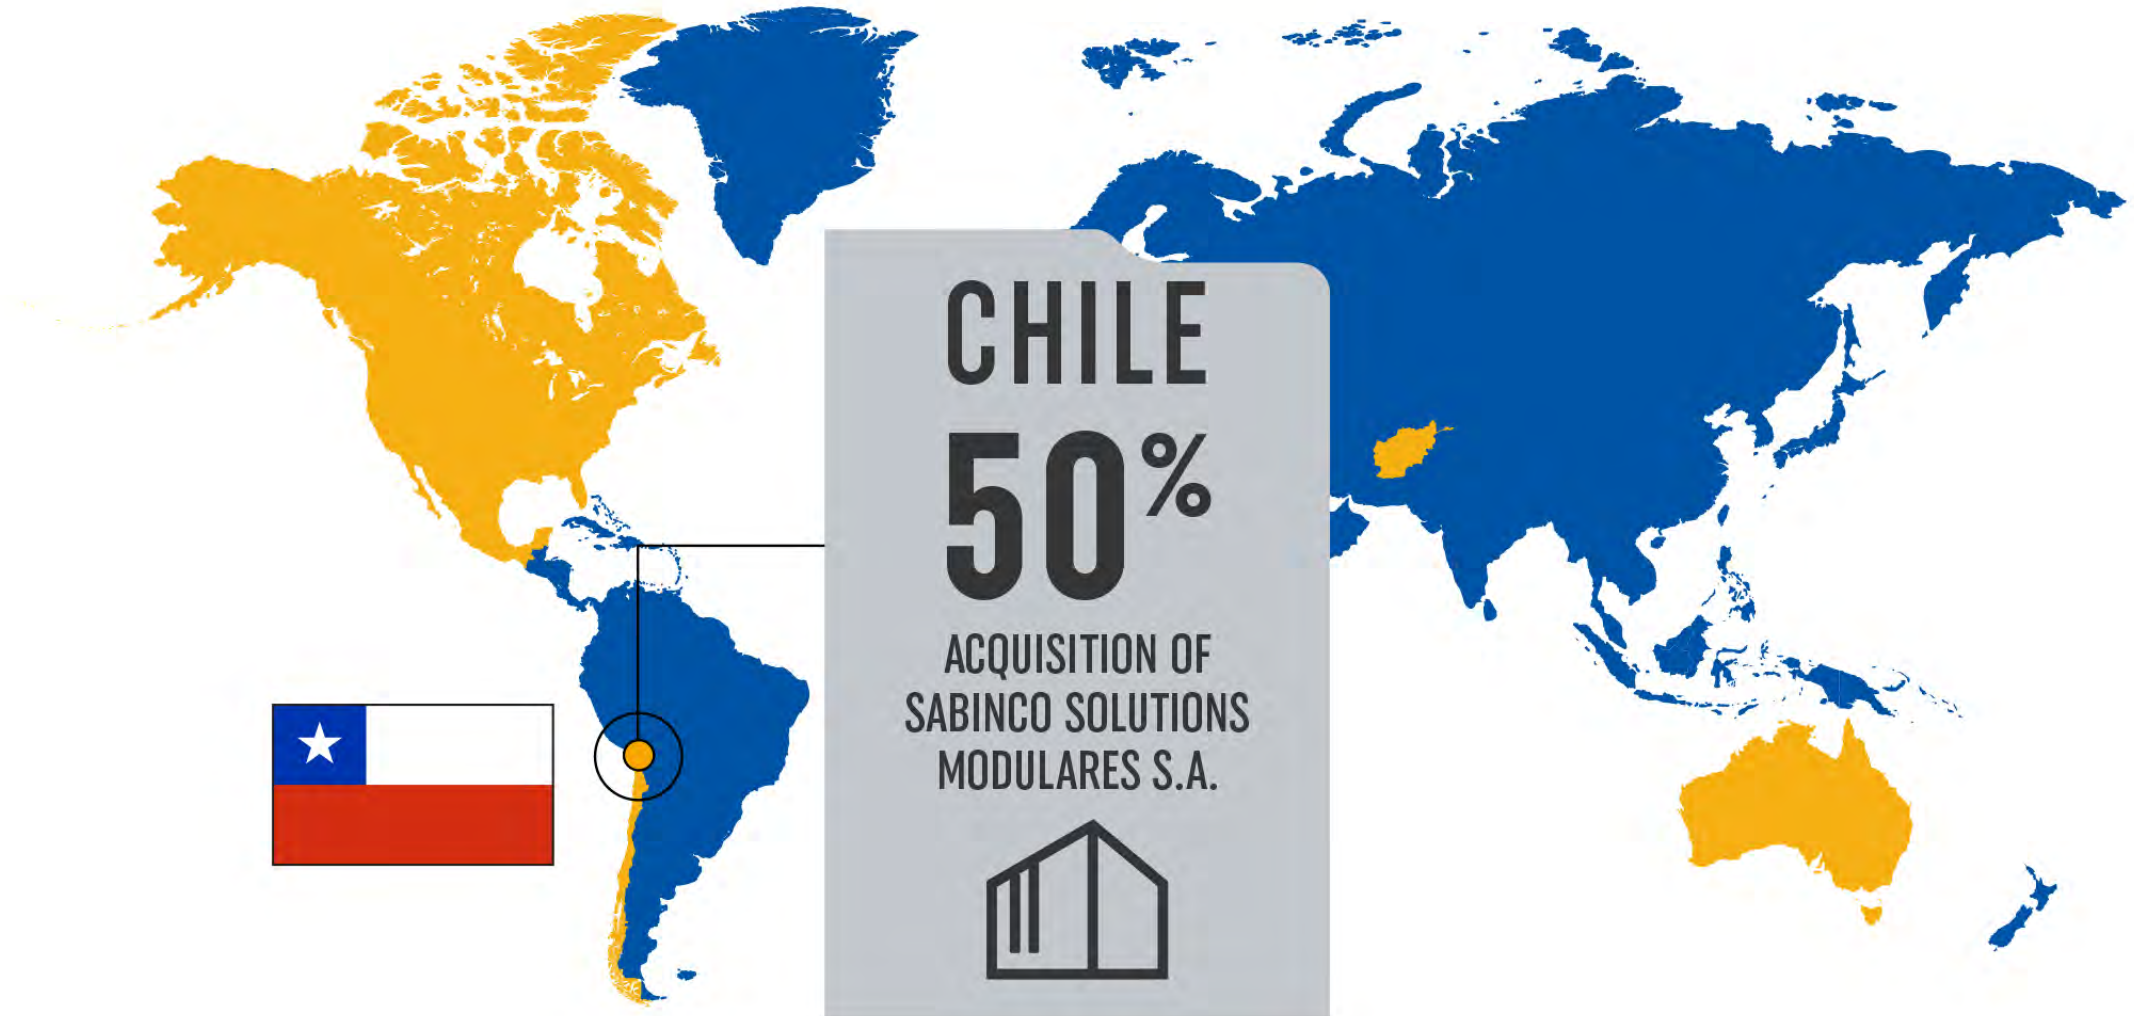 CHILE
50%
ACQUISITION OF
SABINCO SOLUTIONS
MODULARES S.A.